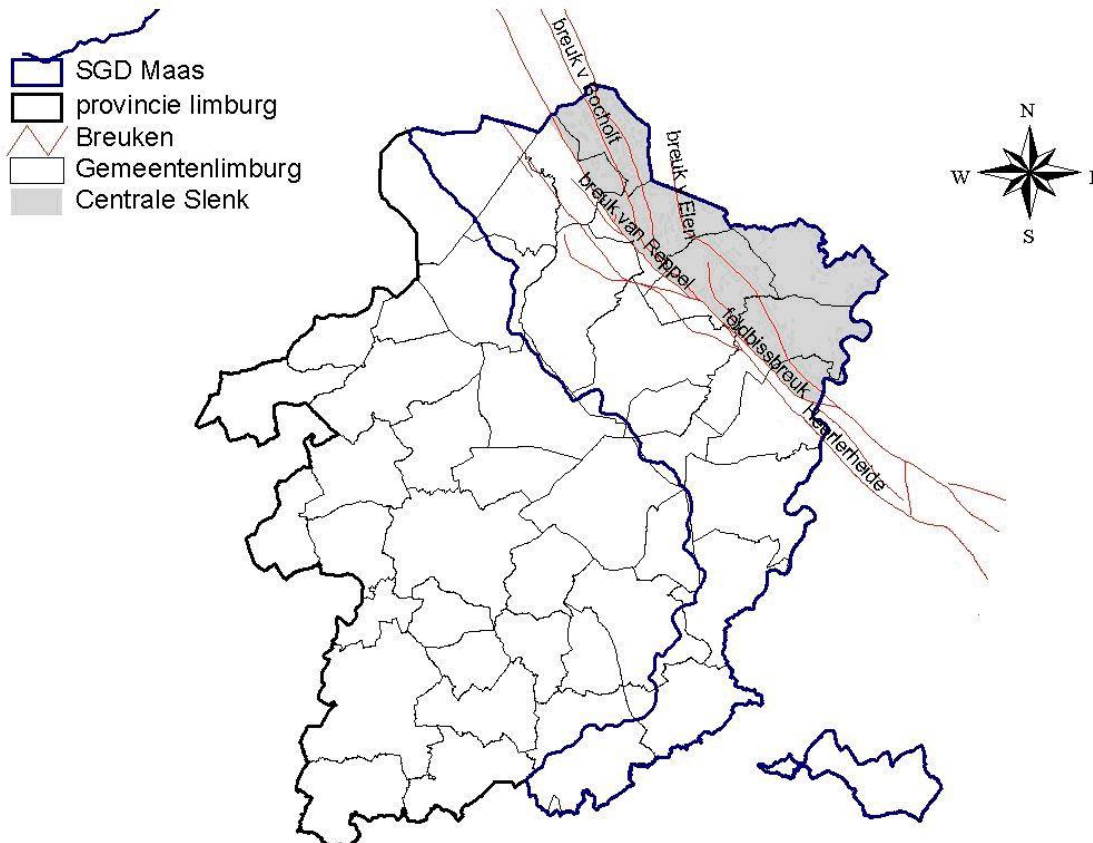 SGD Maas
provincie limburg
Breuken
Gemeentenlimburg
Centrale Slenk
breuk v Bocholt
breuk v Elen
breuk van Reppel
feldbissbreuk Heerlerheide
N
W
S